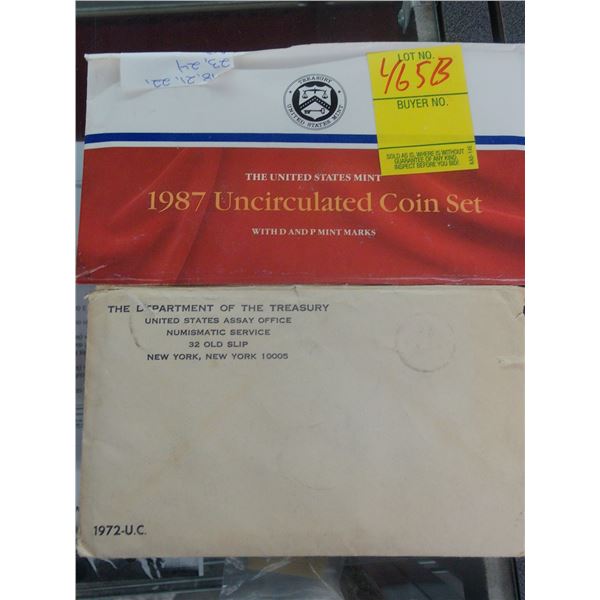 18, 21, 22,
23, 24
LOT NO.
465B
BUYER NO.
SOLD AS IS, WHERE IS WITHOUT
GUARANTEE OF ANY KIND.
INSPECT BEFORE YOU BID!
TREASURY
UNITED STATES MINT
THE UNITED STATES MINT
1987 Uncirculated Coin Set
WITH D AND P MINT MARKS
THE DEPARTMENT OF THE TREASURY
UNITED STATES ASSAY OFFICE
NUMISMATIC SERVICE
32 OLD SLIP
NEW YORK, NEW YORK 10005
1972-U.C.